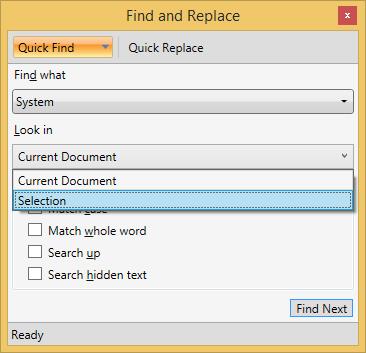 Find and Replace
Quick Find
Quick Replace
Find what
System
Look in
Current Document
Current Document
Selection
Match case
Match whole word
Search up
Search hidden text
Find Next
Ready